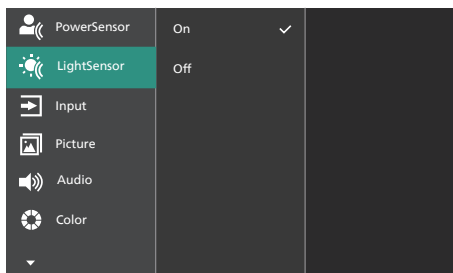 PowerSensor
LightSensor
Input
Picture
Audio
Color
On
Off